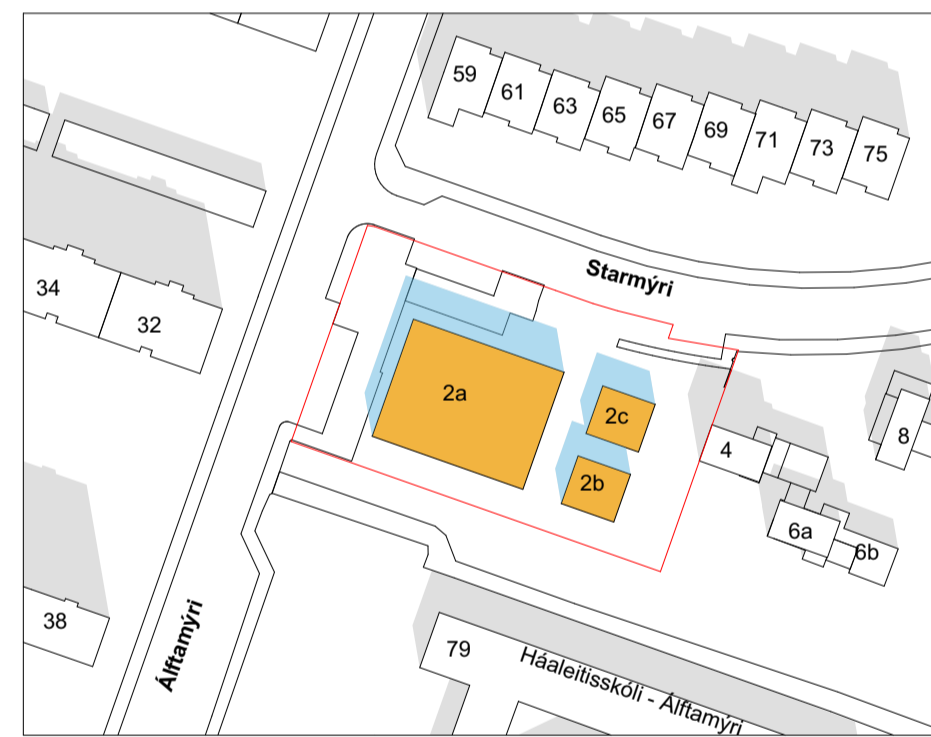 59
61
63
65
67
69
71
73
75
Starmýri
34
32
2a
2c
2b
4
8
6a
6b
38
Álftamýri
79
Háaleitisskóli - Álftamýri